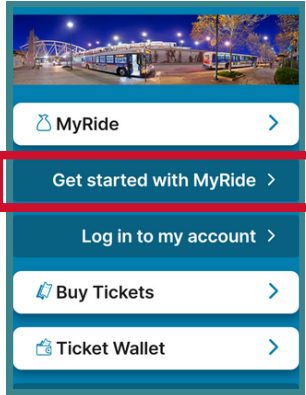 MyRide
Get started with MyRide
Log in to my account
Buy Tickets
Ticket Wallet